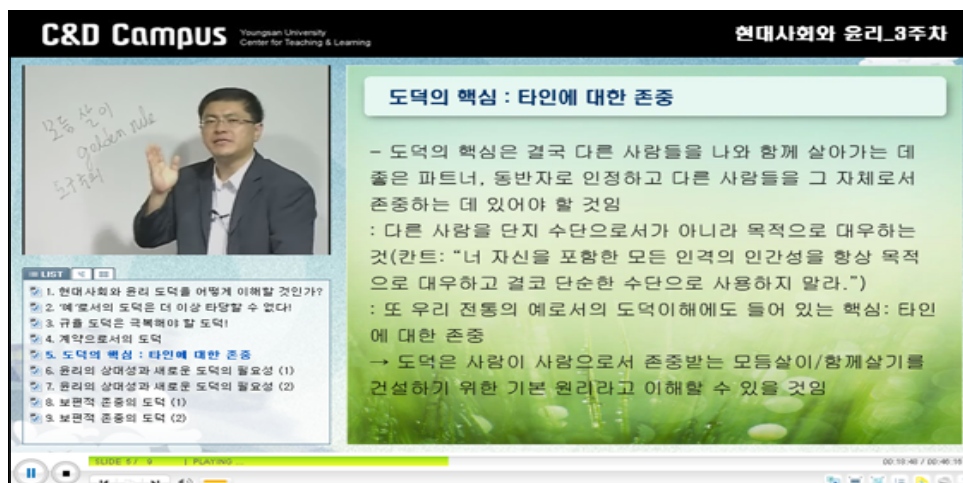 C&D Campus
Youngsan University
Center for Teaching & Learning
현대사회와 윤리_3주차
모듬 살이
golden rule
도구주의
도덕의 핵심 : 타인에 대한 존중
- 도덕의 핵심은 결국 다른 사람들을 나와 함께 살아가는 데
좋은 파트너, 동반자로 인정하고 다른 사람들을 그 자체로서
존중하는 데 있어야 할 것임
: 다른 사람을 단지 수단으로서가 아니라 목적으로 대우하는
것(칸트: “너 자신을 포함한 모든 인격의 인간성을 항상 목적
으로 대우하고 결코 단순한 수단으로 사용하지 말라.”)
: 또 우리 전통의 예로서의 도덕이해에도 들어 있는 핵심: 타인
에 대한 존중
→ 도덕은 사람이 사람으로서 존중받는 모듬살이/함께살기를
건설하기 위한 기본 원리라고 이해할 수 있을 것임
LIST
1. 현대사회와 윤리 도덕을 어떻게 이해할 것인가?
2. '예'로서의 도덕은 더 이상 타당할 수 없다!
3. 규율 도덕은 극복해야 할 도덕!
4. 계약으로서의 도덕
5. 도덕의 핵심 : 타인에 대한 존중
6. 윤리의 상대성과 새로운 도덕의 필요성 (1)
7. 윤리의 상대성과 새로운 도덕의 필요성 (2)
8. 보편적 존중의 도덕 (1)
9. 보편적 존중의 도덕 (2)
SLIDE 5 / 9 | PLAYING ...
00:19:48 / 00:46:16